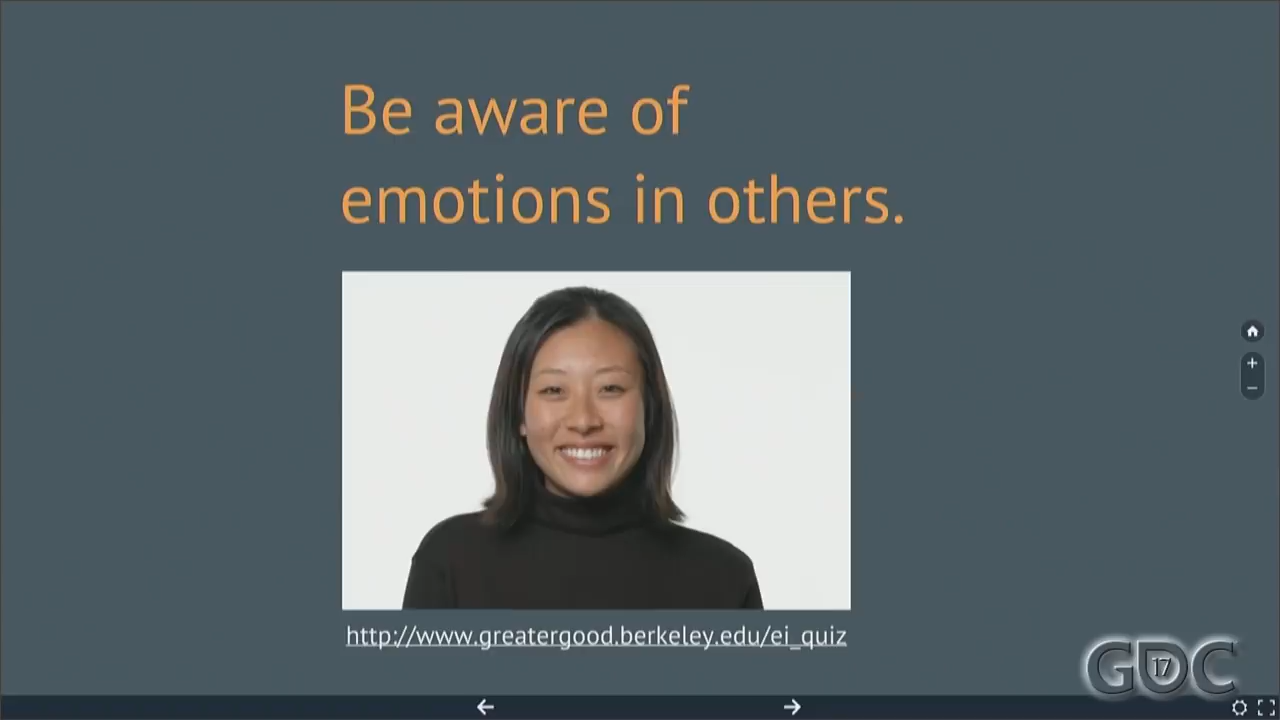 Be aware of
emotions in others.
http://www.greatergood.berkeley.edu/ei_quiz
GDC
17